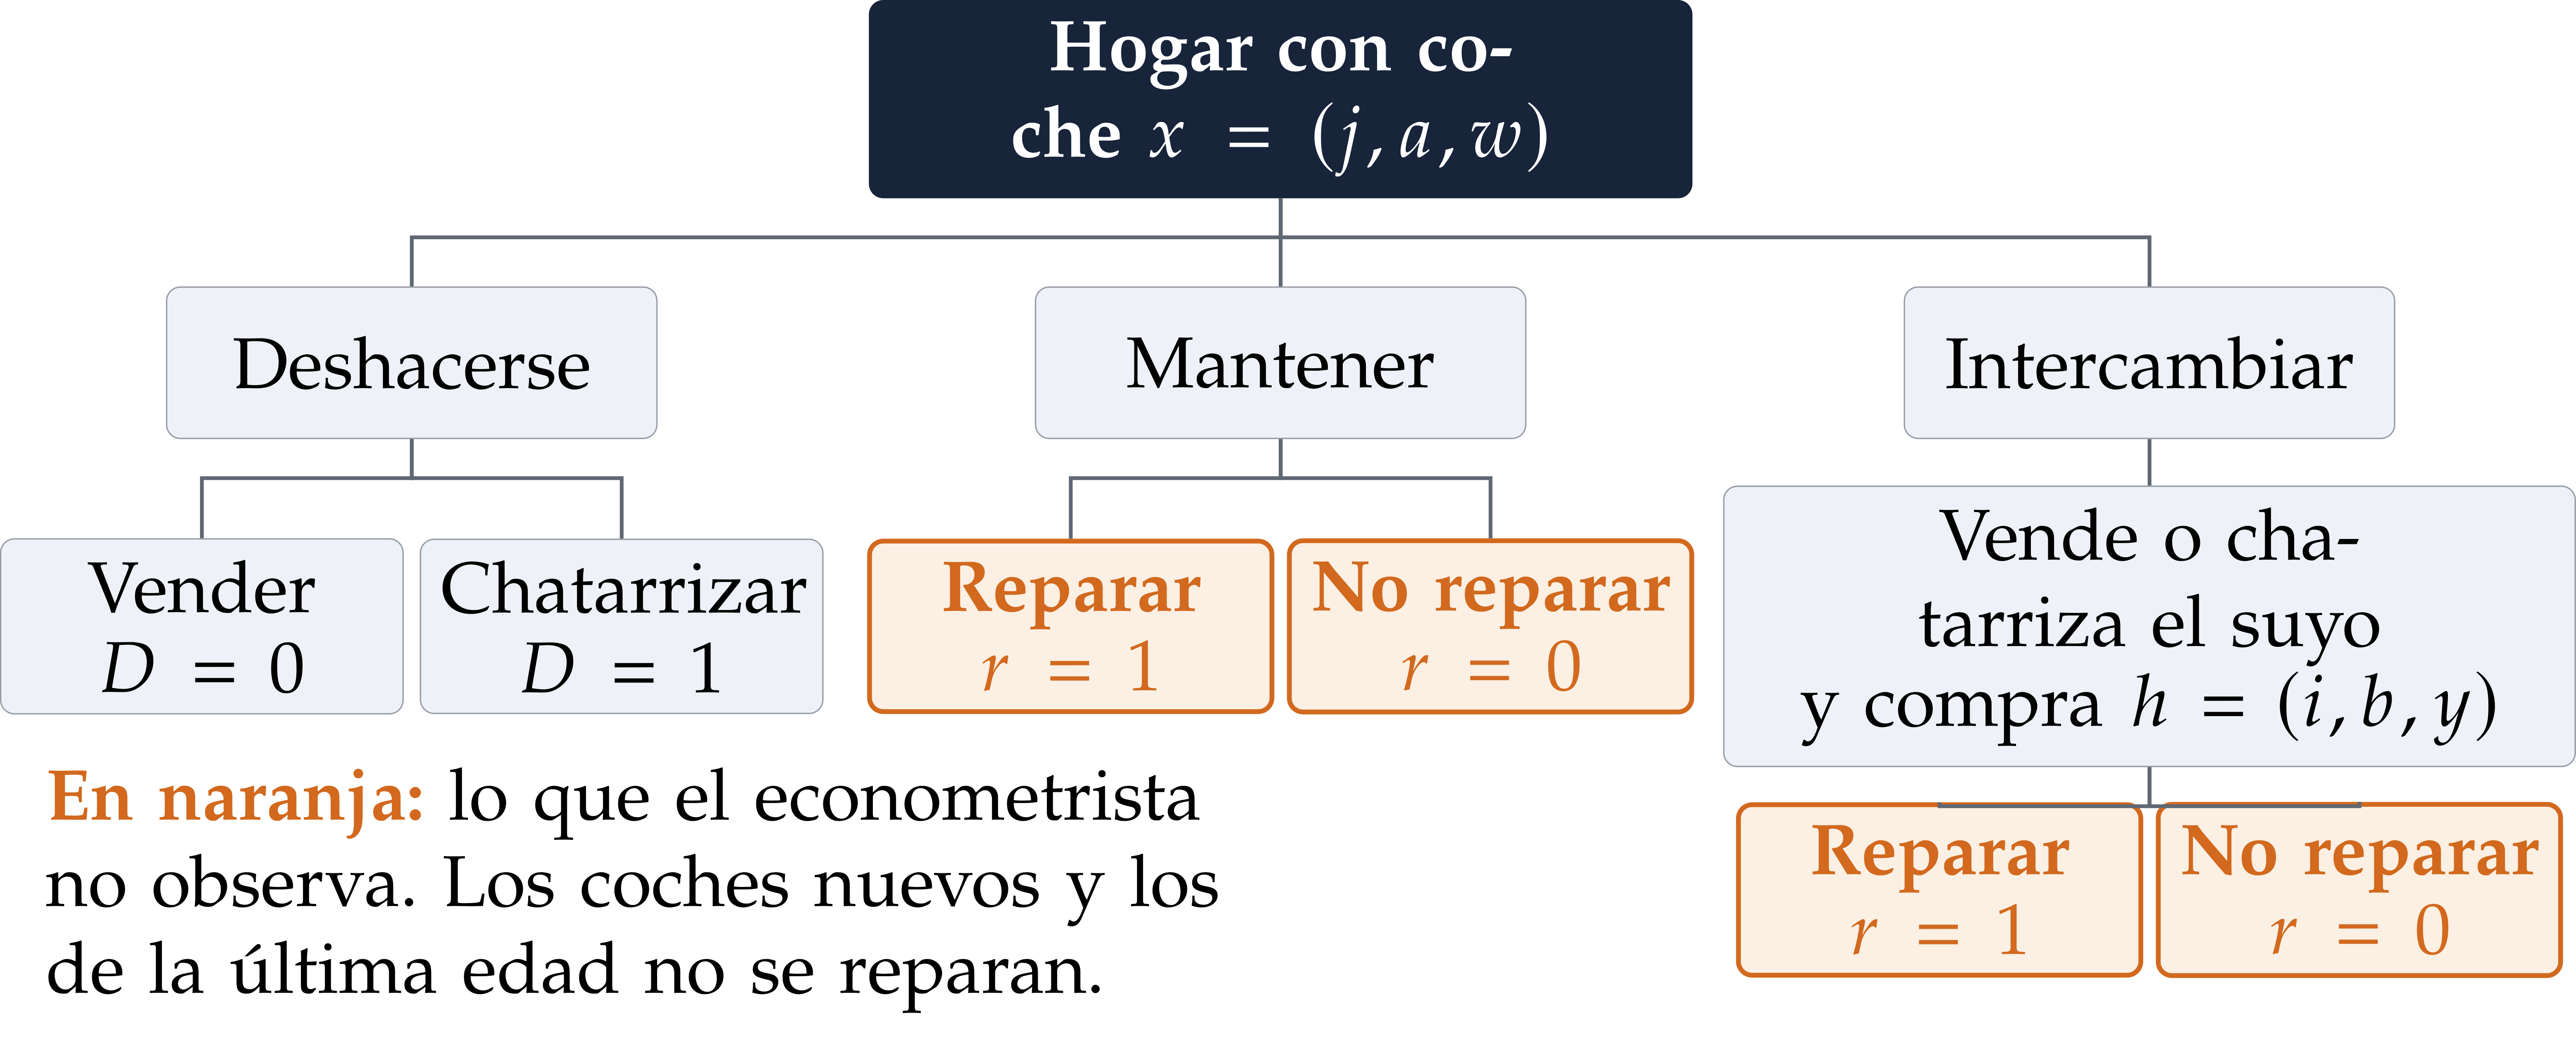 Hogar con co-
che x = (j, a, w)
Deshacerse
Mantener
Intercambiar
Vender
D = 0
Chatarrizar
D = 1
Reparar
r = 1
No reparar
r = 0
Vende o cha-
tarriza el suyo
y compra h = (i, b, y)
Reparar
r = 1
No reparar
r = 0
En naranja: lo que el econometrista
no observa. Los coches nuevos y los
de la última edad no se reparan.